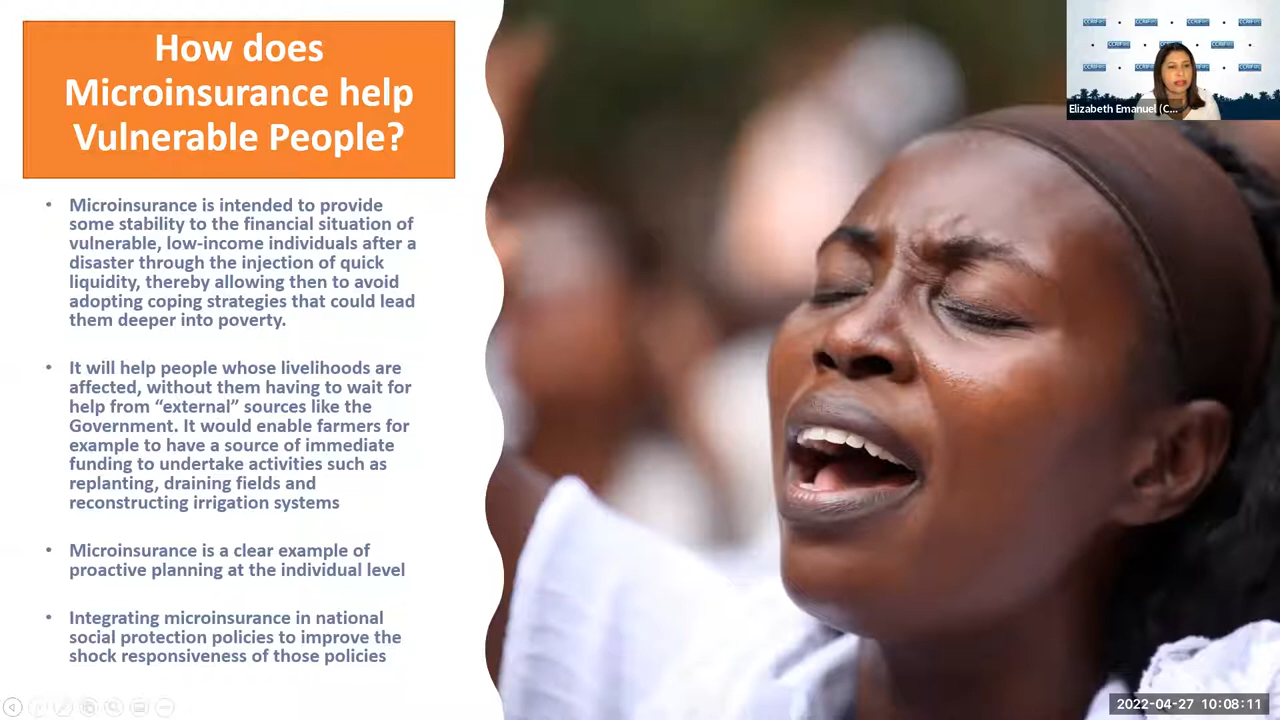 How does
Microinsurance help
Vulnerable People?
• Microinsurance is intended to provide
some stability to the financial situation of
vulnerable, low-income individuals after a
disaster through the injection of quick
liquidity, thereby allowing then to avoid
adopting coping strategies that could lead
them deeper into poverty.
• It will help people whose livelihoods are
affected, without them having to wait for
help from “external” sources like the
Government. It would enable farmers for
example to have a source of immediate
funding to undertake activities such as
replanting, draining fields and
reconstructing irrigation systems
• Microinsurance is a clear example of
proactive planning at the individual level
• Integrating microinsurance in national
social protection policies to improve the
shock responsiveness of those policies
Elizabeth Emanuel (C...
2022-04-27 10:08:11